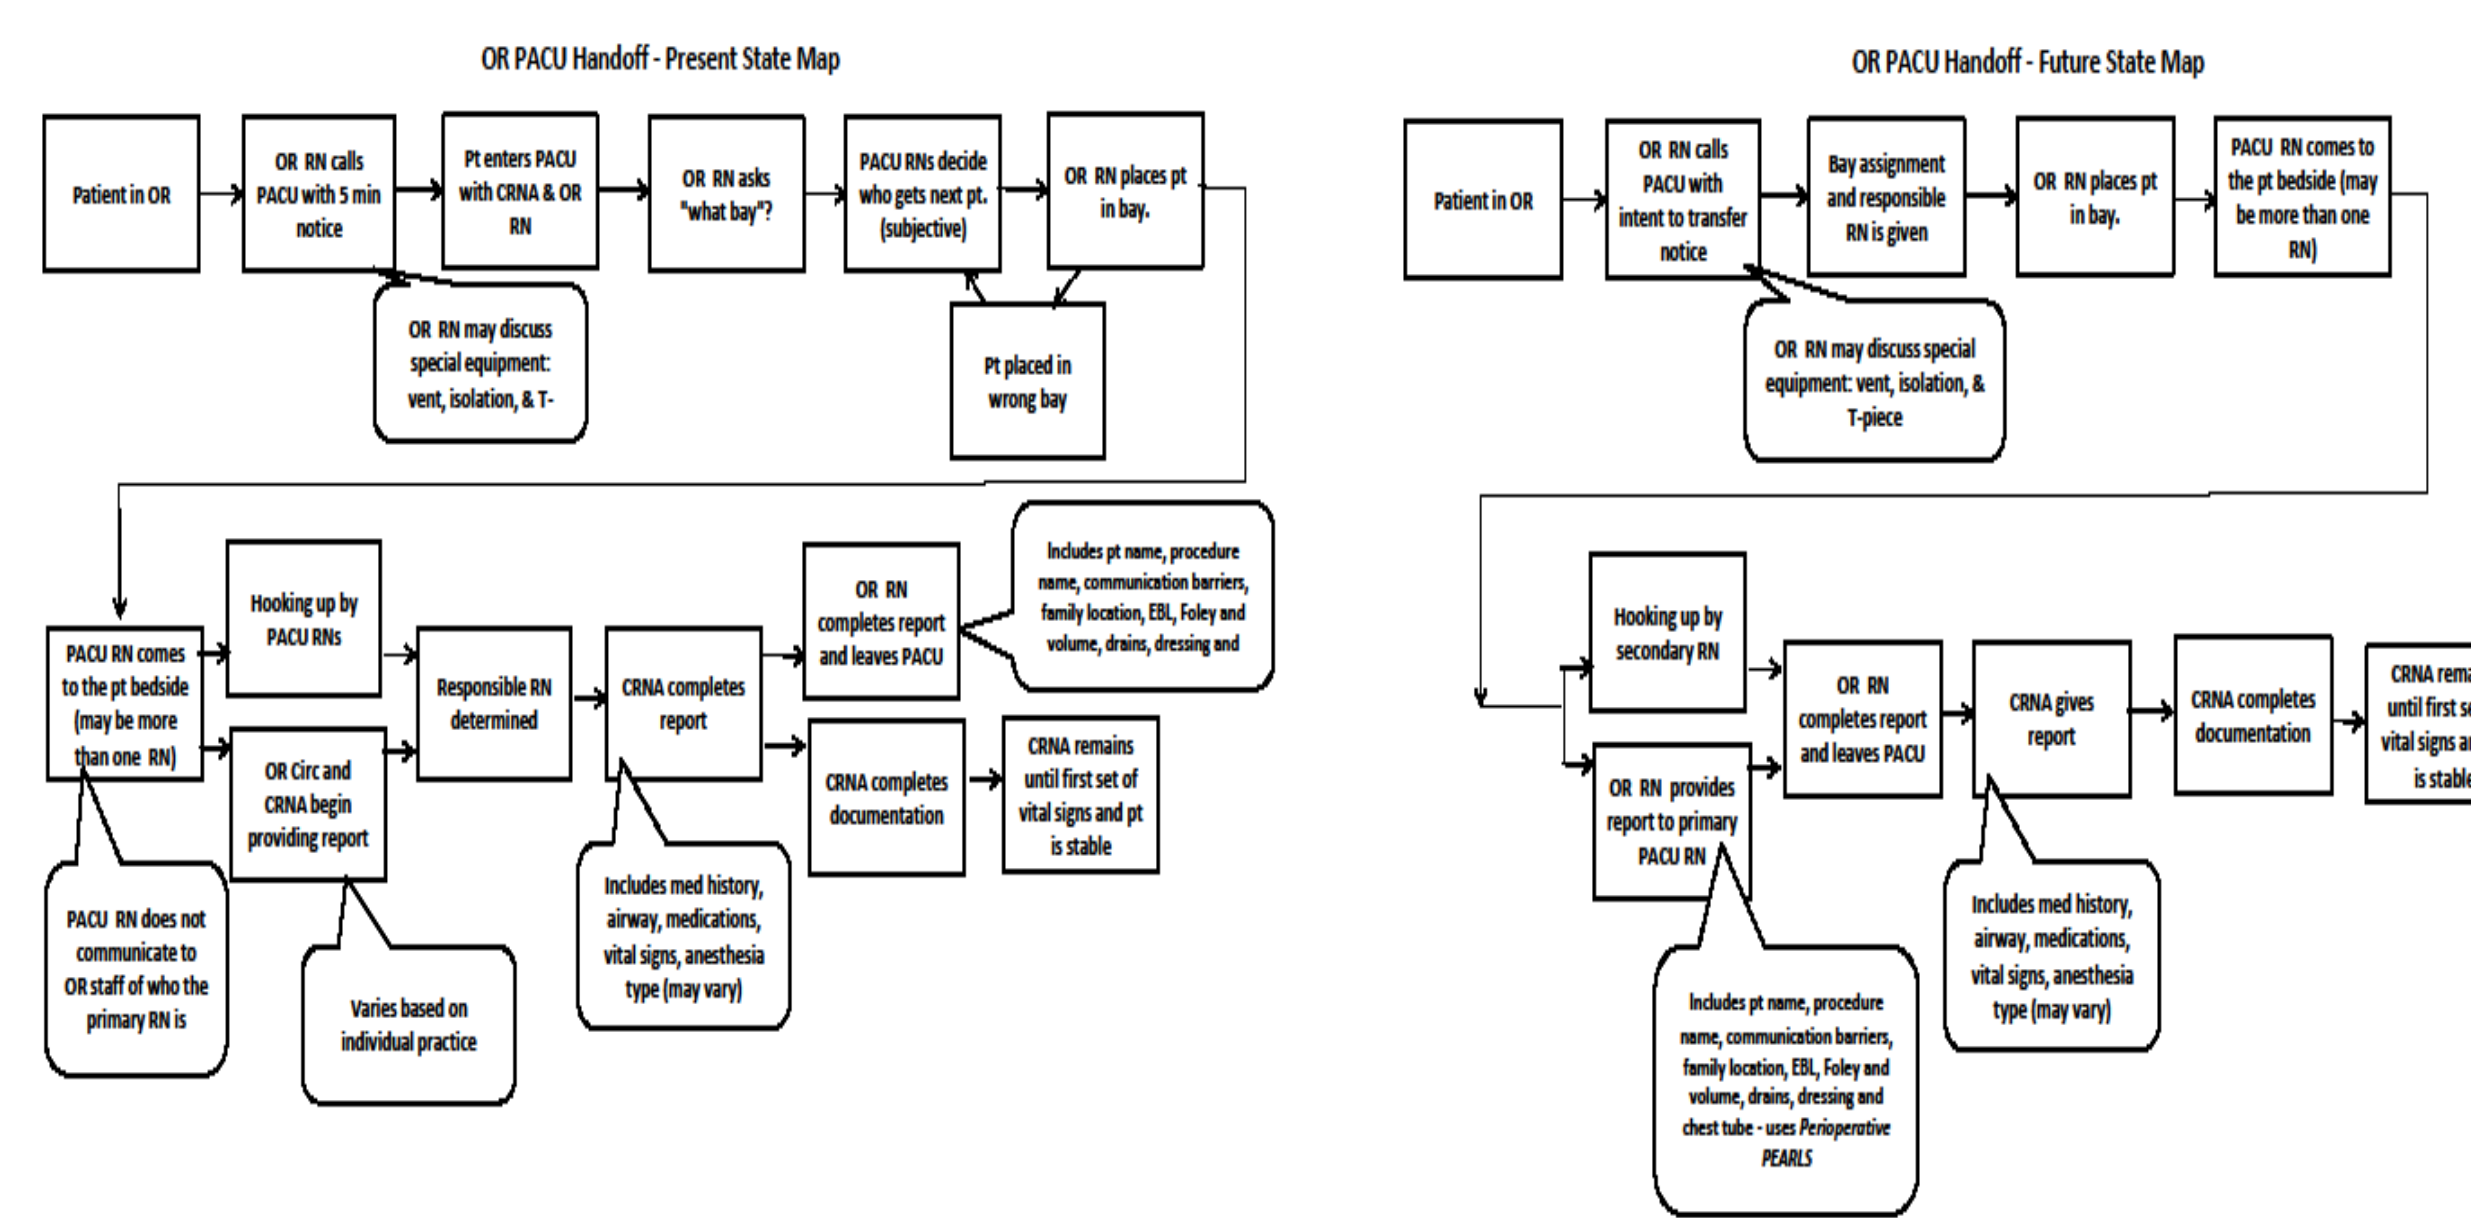 OR PACU Handoff - Present State Map
Patient in OR
OR RN calls
PACU with 5 min
notice
Pt enters PACU
with CRNA & OR
RN
OR RN asks
"what bay"?
PACU RNs decide
who gets next pt.
(subjective)
OR RN places pt
in bay.
OR RN may discuss
special equipment:
vent, isolation, & T-
Pt placed in
wrong bay
PACU RN comes
to the pt bedside
(may be more
than one RN)
Hooking up by
PACU RNs
OR Circ and
CRNA begin
providing report
Responsible RN
determined
CRNA completes
report
OR RN
completes report
and leaves PACU
Includes pt name, procedure
name, communication barriers,
family location, EBL, Foley and
volume, drains, dressing and
CRNA completes
documentation
CRNA remains
until first set of
vital signs and pt
is stable
PACU RN does not
communicate to
OR staff of who the
primary RN is
Varies based on
individual practice
Includes med history,
airway, medications,
vital signs, anesthesia
type (may vary)
OR PACU Handoff - Future State Map
Patient in OR
OR RN calls
PACU with
intent to transfer
notice
Bay assignment
and responsible
RN is given
OR RN places pt
in bay.
PACU RN comes to
the pt bedside (may
be more than one
RN)
OR RN may discuss special
equipment: vent, isolation, &
T-piece
Hooking up by
secondary RN
OR RN provides
report to primary
PACU RN
OR RN
completes report
and leaves PACU
CRNA gives
report
CRNA completes
documentation
CRNA rema
until first se
vital signs a
is stable
Includes pt name, procedure
name, communication barriers,
family location, EBL, Foley and
volume, drains, dressing and
chest tube - uses Perioperative
PEARLS
Includes med history,
airway, medications,
vital signs, anesthesia
type (may vary)